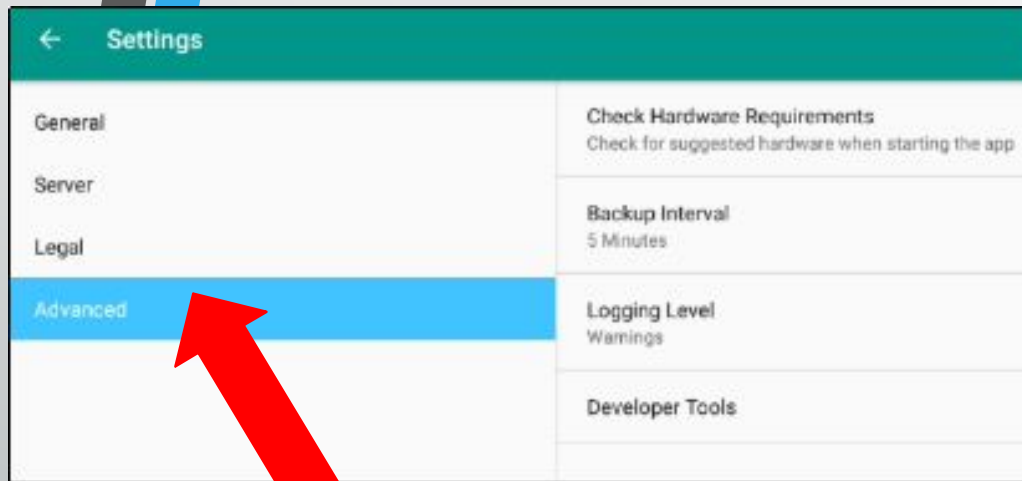 Settings
General
Server
Legal
Advanced
Check Hardware Requirements
Check for suggested hardware when starting the app
Backup Interval
5 Minutes
Logging Level
Warnings
Developer Tools